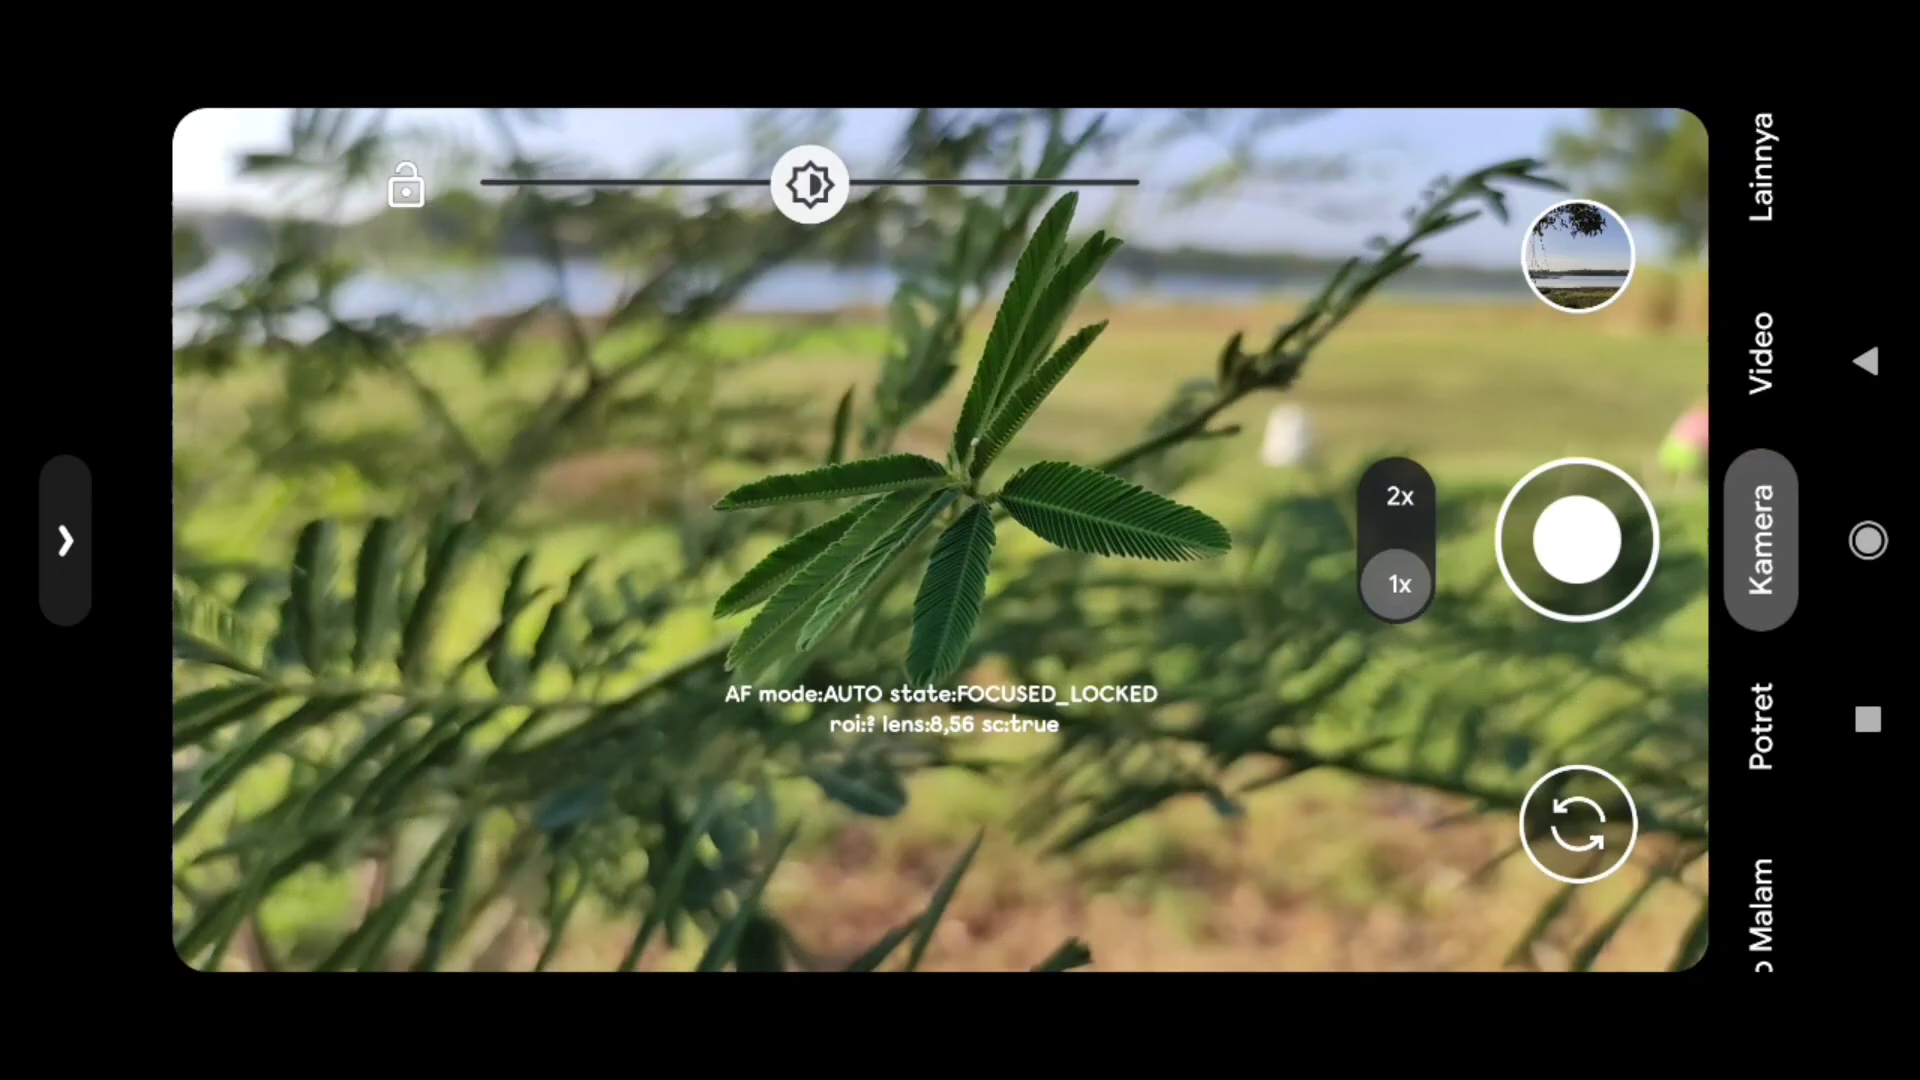 AF mode:AUTO state:FOCUSED_LOCKED
roi:? lens:8,56 sc:true
2x
1x
Lainnya
Video
Kamera
Potret
Malam